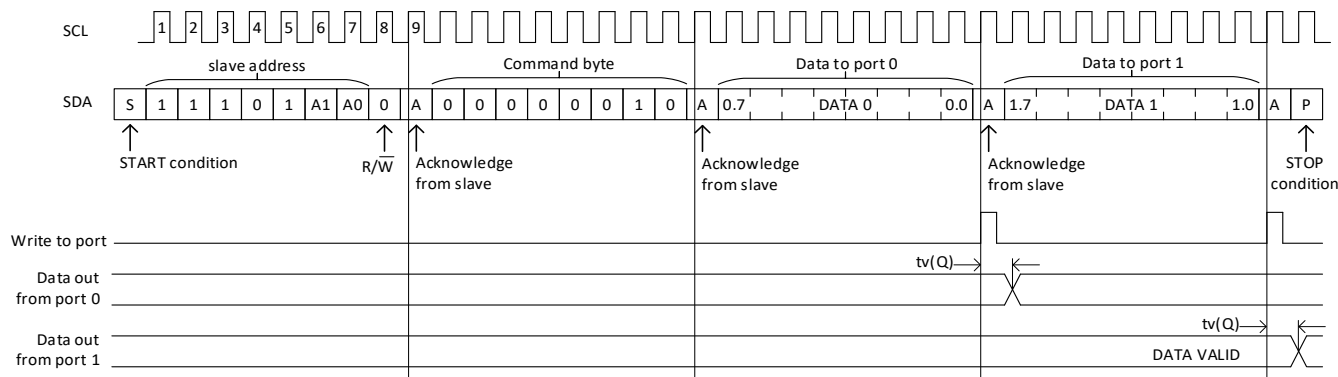 SCL 1 2 3 4 5 6 7 8 9
slave address Command byte Data to port 0 Data to port 1
SDA S 1 1 1 0 1 A1 A0 0 A 0 0 0 0 0 0 1 0 A 0.7 DATA 0 0.0 A 1.7 DATA 1 1.0 A P
START condition
R/W̅
Acknowledge
from slave
Acknowledge
from slave
Acknowledge
from slave
STOP
condition
Write to port
tv(Q)
Data out
from port 0
tv(Q)
Data out
from port 1
DATA VALID